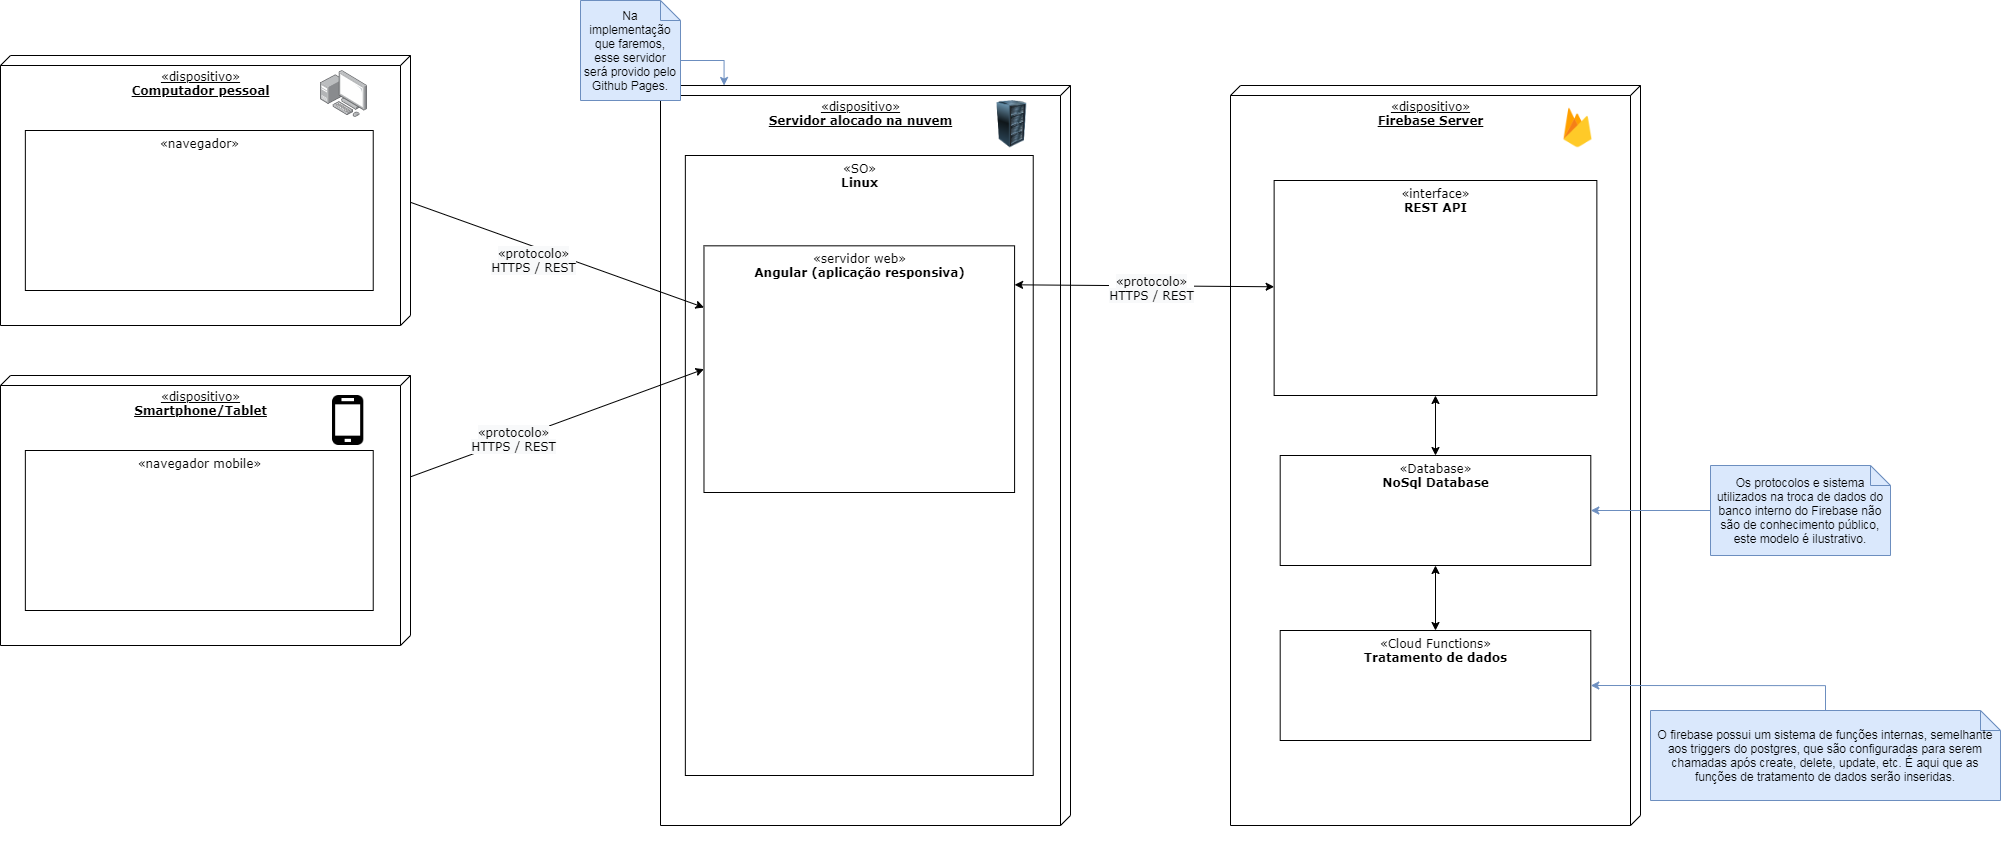 Na
implementação
que faremos,
esse servidor
será provido pelo
Github Pages.
«dispositivo»
Computador pessoal
«navegador»
«protocolo»
HTTPS / REST
«dispositivo»
Smartphone/Tablet
«navegador mobile»
«protocolo»
HTTPS / REST
«dispositivo»
Servidor alocado na nuvem
«SO»
Linux
«servidor web»
Angular (aplicação responsiva)
«protocolo»
HTTPS / REST
«dispositivo»
Firebase Server
«interface»
REST API
«Database»
NoSql Database
Os protocolos e sistema
utilizados na troca de dados do
banco interno do Firebase não
são de conhecimento público,
este modelo é ilustrativo.
«Cloud Functions»
Tratamento de dados
O firebase possui um sistema de funções internas, semelhante
aos triggers do postgres, que são configuradas para serem
chamadas após create, delete, update, etc. É aqui que as
funções de tratamento de dados serão inseridas.